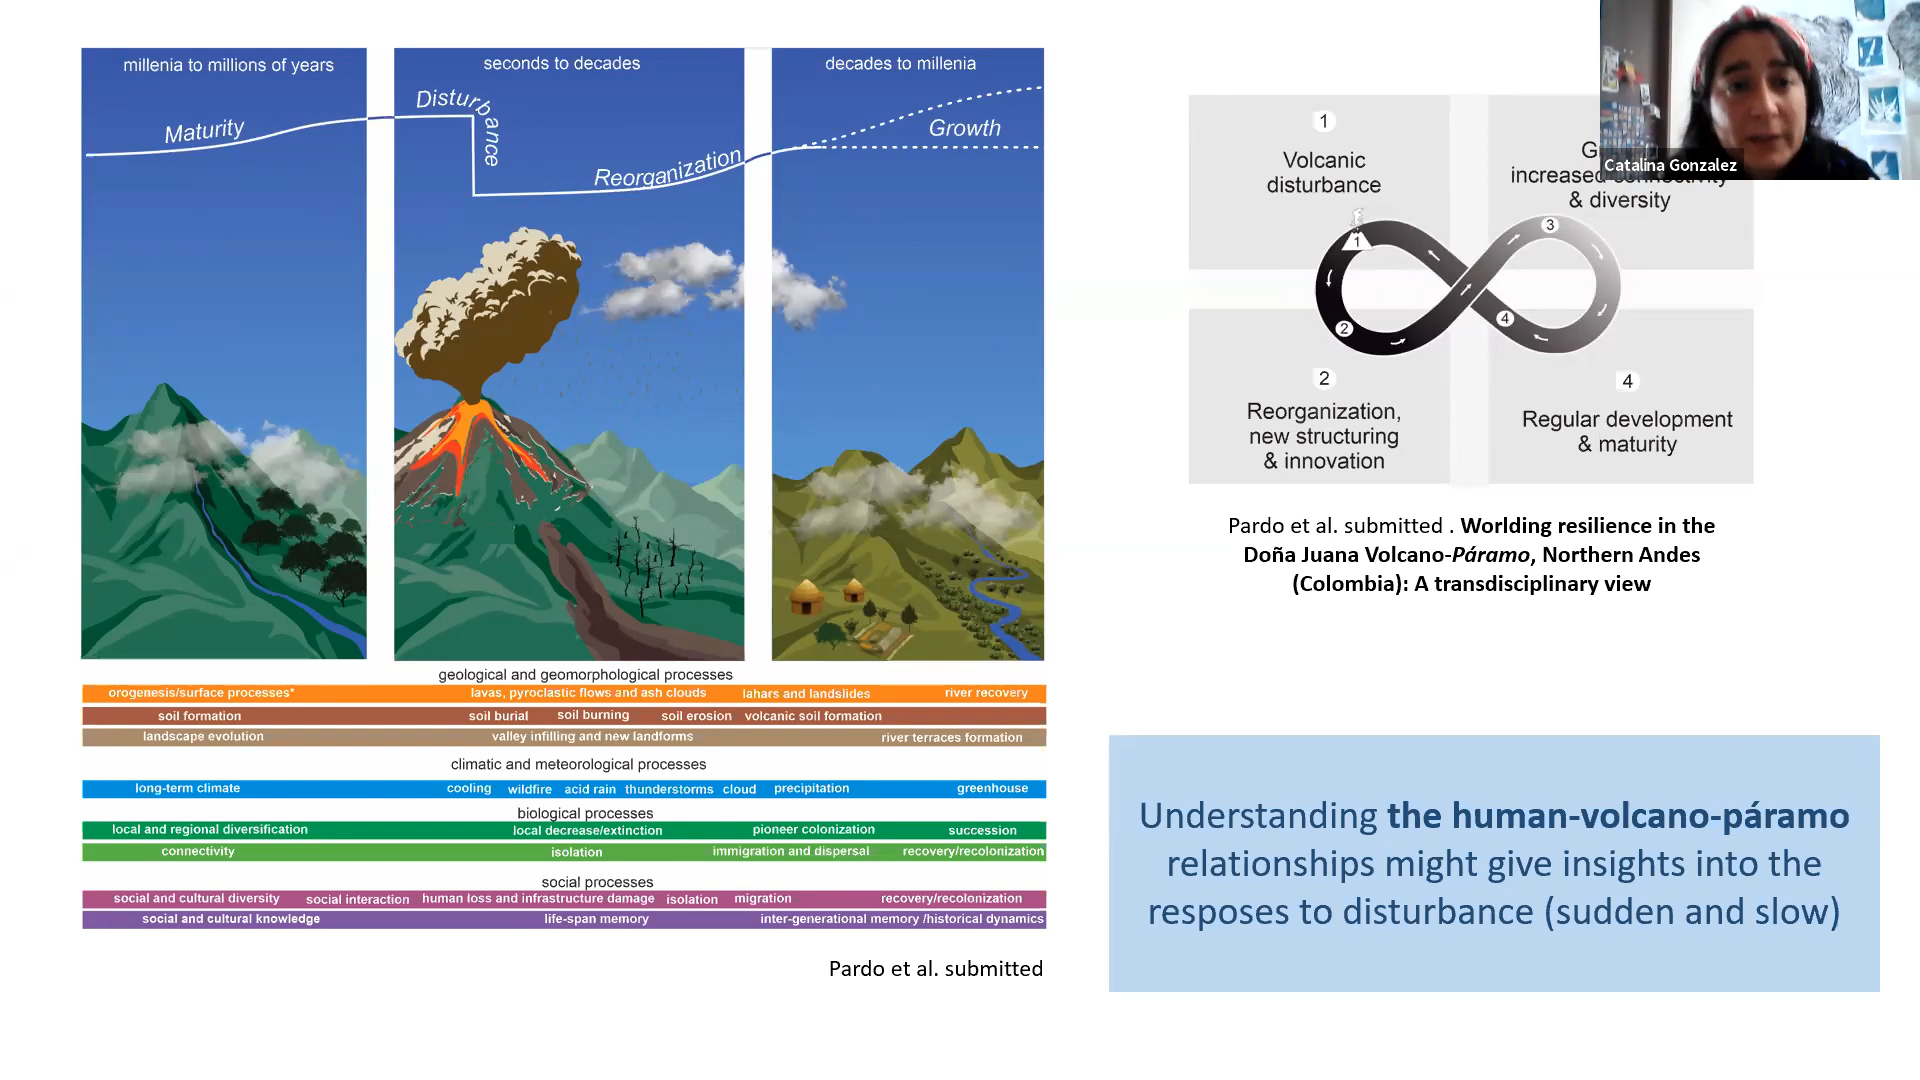 millenia to millions of years
seconds to decades
decades to millenia
Maturity
Disturbance
Reorganization
Growth
geological and geomorphological processes
orogenesis/surface processes* lavas, pyroclastic flows and ash clouds lahars and landslides river recovery
soil formation soil burial soil burning soil erosion volcanic soil formation
landscape evolution valley infilling and new landforms river terraces formation
climatic and meteorological processes
long-term climate cooling wildfire acid rain thunderstorms cloud precipitation greenhouse
biological processes
local and regional diversification local decrease/extinction pioneer colonization succession
connectivity isolation immigration and dispersal recovery/recolonization
social processes
social and cultural diversity social interaction human loss and infrastructure damage isolation migration recovery/recolonization
social and cultural knowledge life-span memory inter-generational memory /historical dynamics
Pardo et al. submitted
1
Volcanic
disturbance
increased connectivity
& diversity
1
2
3
4
2
Reorganization,
new structuring
& innovation
4
Regular development
& maturity
Catalina Gonzalez
Pardo et al. submitted . Worlding resilience in the
Doña Juana Volcano-Páramo, Northern Andes
(Colombia): A transdisciplinary view
Understanding the human-volcano-páramo
relationships might give insights into the
resposes to disturbance (sudden and slow)